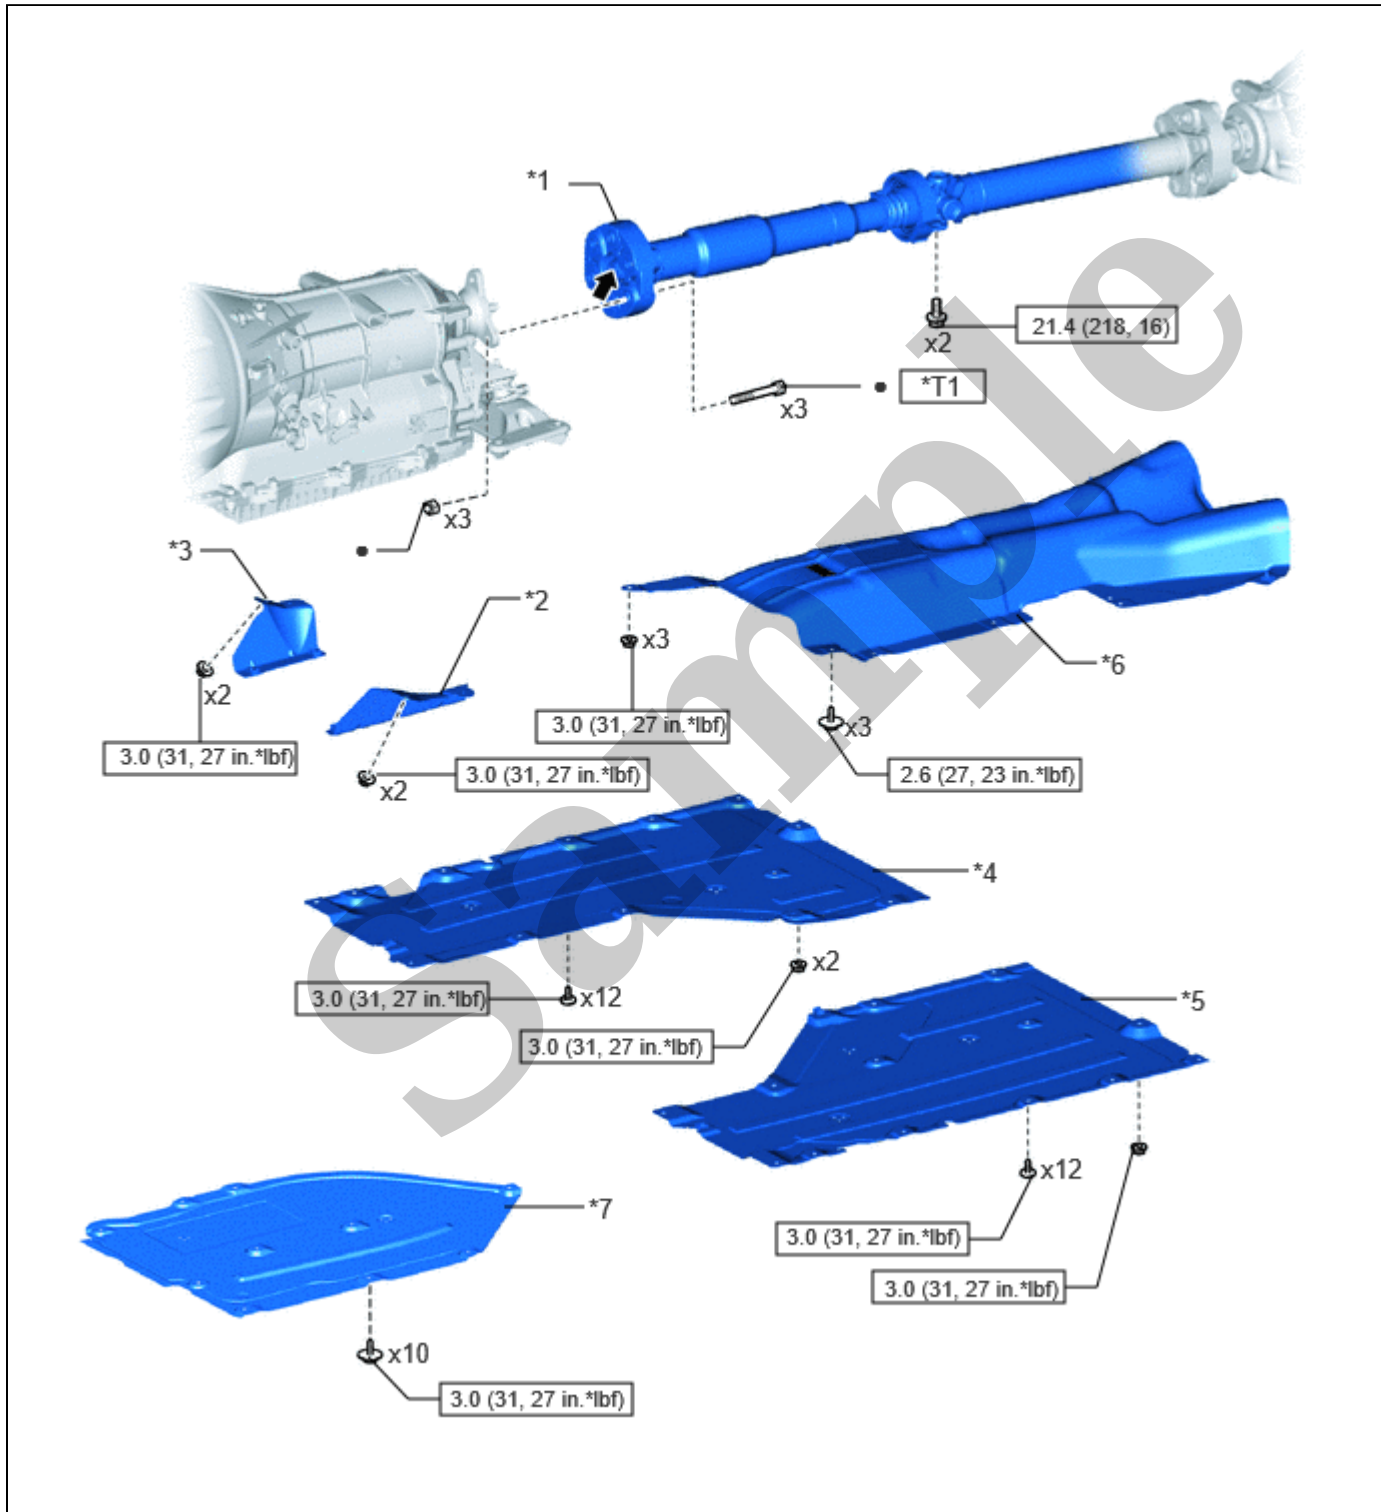 *1
21.4 (218, 16)
x2
*T1
x3
x3
*3
*2
x3
*6
x2
3.0 (31, 27 in.*lbf)
3.0 (31, 27 in.*lbf)
x3
x2
3.0 (31, 27 in.*lbf)
2.6 (27, 23 in.*lbf)
*4
x2
3.0 (31, 27 in.*lbf)
x12
*5
3.0 (31, 27 in.*lbf)
x12
*7
3.0 (31, 27 in.*lbf)
3.0 (31, 27 in.*lbf)
x10
3.0 (31, 27 in.*lbf)
Sample